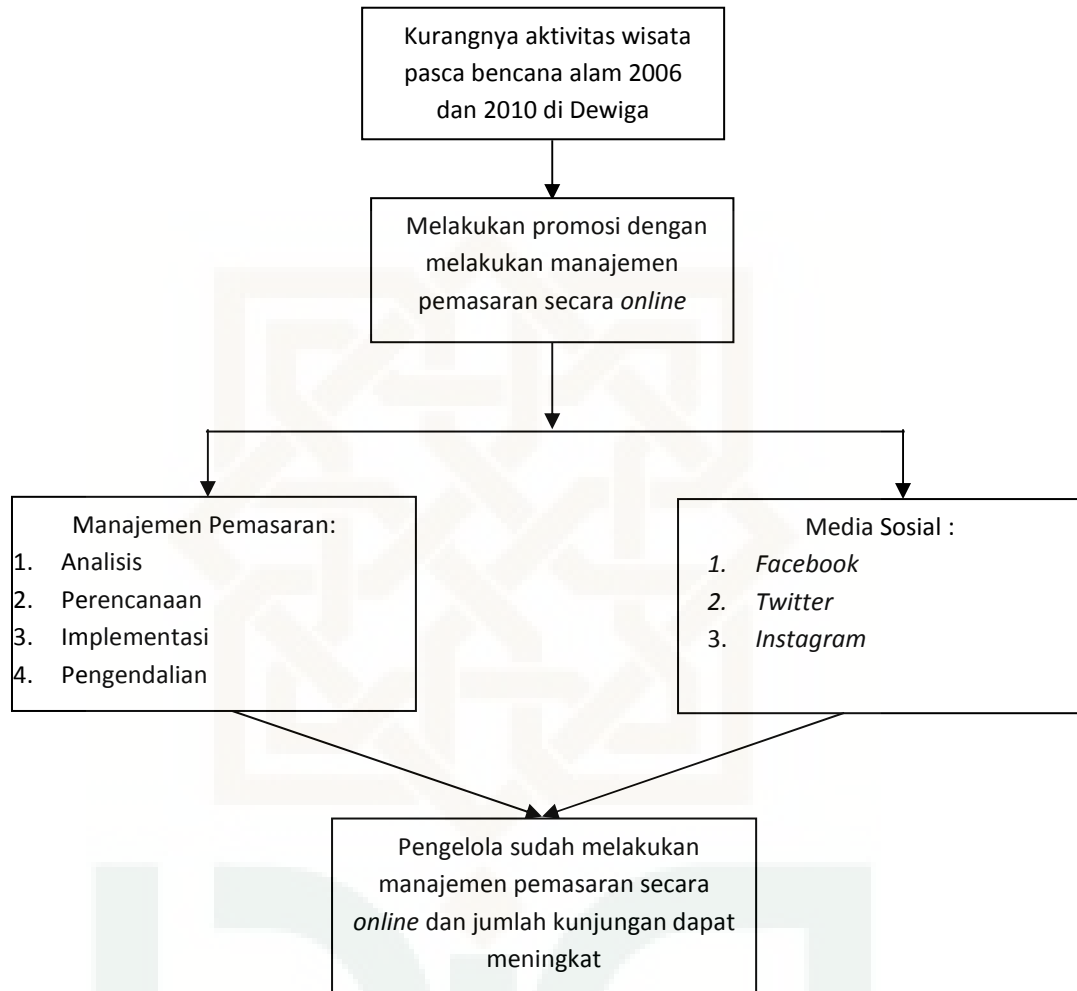 Kurangnya aktivitas wisata
pasca bencana alam 2006
dan 2010 di Dewiga
Melakukan promosi dengan
melakukan manajemen
pemasaran secara online
Manajemen Pemasaran:
1. Analisis
2. Perencanaan
3. Implementasi
4. Pengendalian
Media Sosial :
1. Facebook
2. Twitter
3. Instagram
Pengelola sudah melakukan
manajemen pemasaran secara
online dan jumlah kunjungan dapat
meningkat